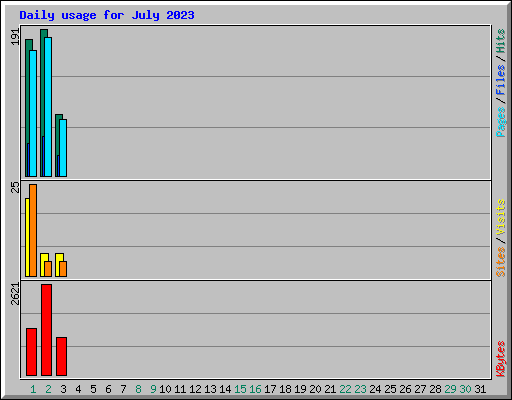 Daily usage for July 2023
191
Pages/Files/Hits
25
Sites/Visits
2621
KBytes
1 2 3 4 5 6 7 8 9 10 11 12 13 14 15 16 17 18 19 20 21 22 23 24 25 26 27 28 29 30 31